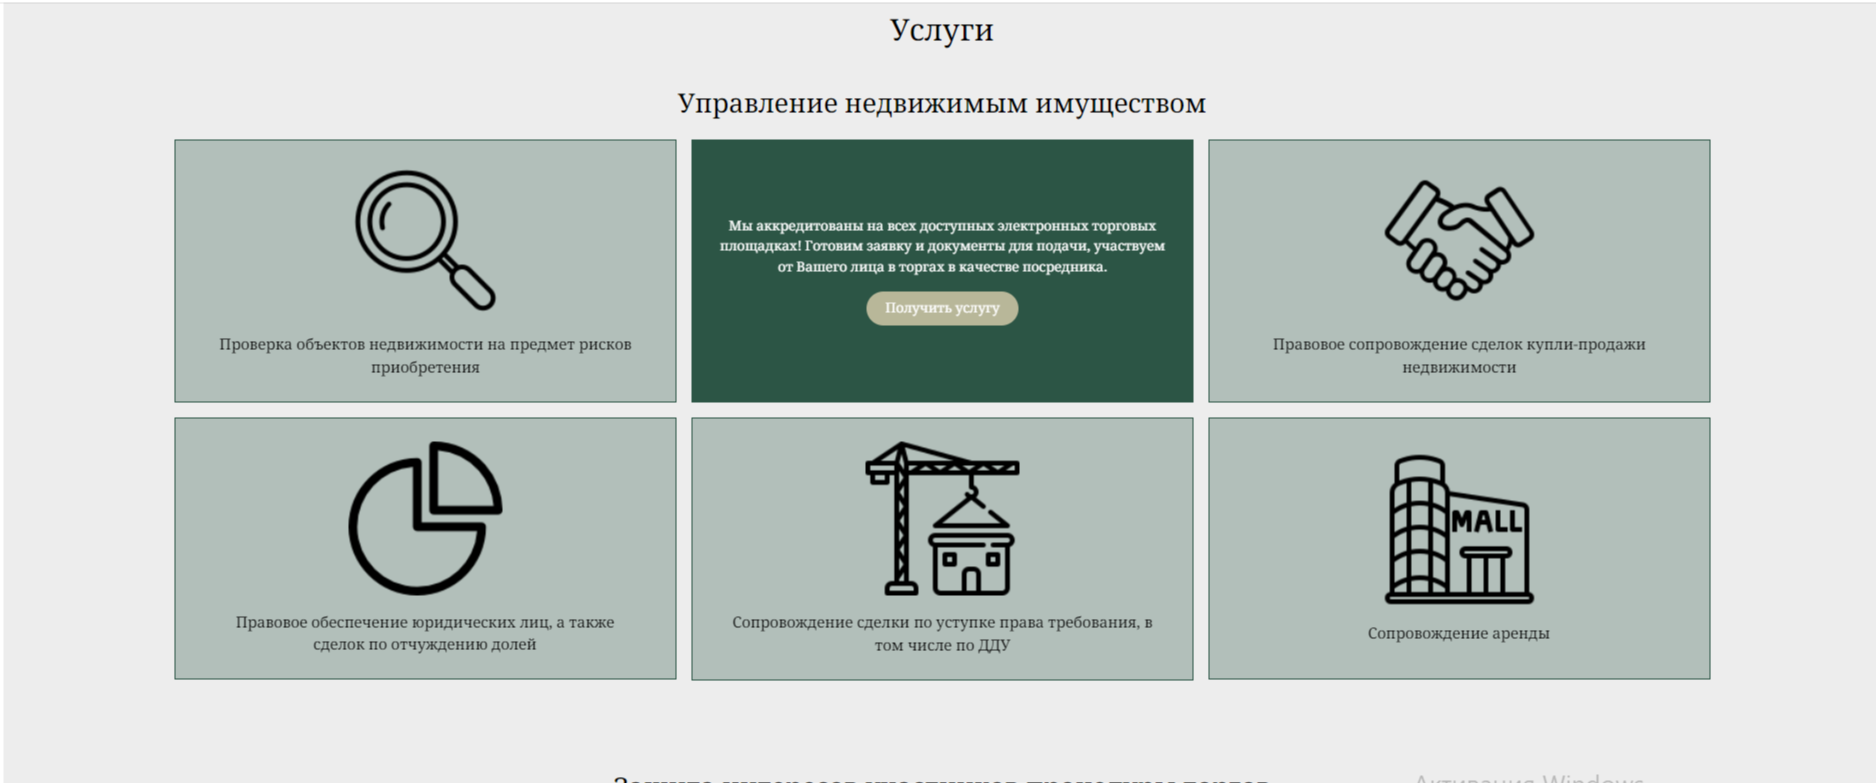 Услуги
Управление недвижимым имуществом
Проверка объектов недвижимости на предмет рисков
приобретения
Мы аккредитованы на всех доступных электронных торговых
площадках! Готовим заявку и документы для подачи, участвуем
от Вашего лица в торгах в качестве посредника.
Получить услугу
Правовое сопровождение сделок купли-продажи
недвижимости
Правовое обеспечение юридических лиц, а также
сделок по отчуждению долей
Сопровождение сделки по уступке права требования, в
том числе по ДДУ
MALL
Сопровождение аренды
Активация Windows